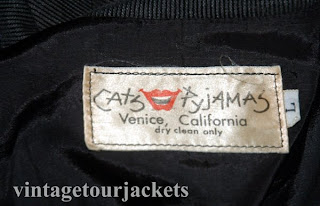 CATS PYJAMAS
Venice, California
dry clean only
L
vintagetourjackets